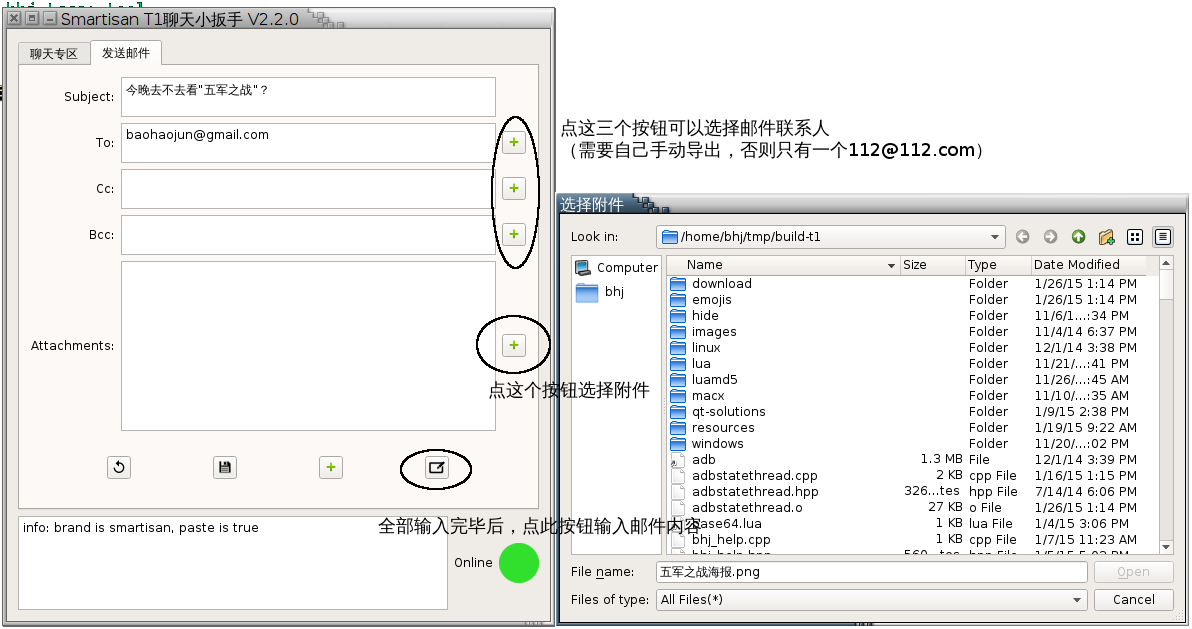 Smartisan T1聊天小扳手 V2.2.0
聊天专区
发送邮件
Subject:
今晚去不去看"五军之战"？
To:
baohaojun@gmail.com
Cc:
Bcc:
Attachments:
点这三个按钮可以选择邮件联系人
（需要自己手动导出，否则只有一个112@112.com）
点这个按钮选择附件
全部输入完毕后，点此按钮输入邮件内容
info: brand is smartisan, paste is true
Online
选择附件
Look in:
/home/bhj/tmp/build-t1
Computer
bhj
Name Size Type Date Modified
download Folder 1/26/15 1:14 PM
emojis Folder 1/26/15 1:14 PM
hide Folder 11/6/1...:34 PM
images Folder 11/4/14 6:37 PM
linux Folder 12/1/14 3:38 PM
lua Folder 11/21/...:41 PM
luamd5 Folder 11/26/...:45 AM
macx Folder 11/10/...:35 AM
qt-solutions Folder 1/9/15 2:38 PM
resources Folder 1/19/15 9:22 AM
windows Folder 11/20/...:02 PM
adb 1.3 MB File 12/1/14 3:39 PM
adbstatethread.cpp 2 KB cpp File 1/16/15 1:15 PM
adbstatethread.hpp 326...tes hpp File 7/14/14 6:06 PM
adbstatethread.o 27 KB o File 1/26/15 1:14 PM
base64.lua 1 KB lua File 1/4/15 3:06 PM
bhj_help.cpp 1 KB cpp File 1/7/15 11:23 AM
File name:
五军之战海报.png
Open
Files of type:
All Files(*)
Cancel